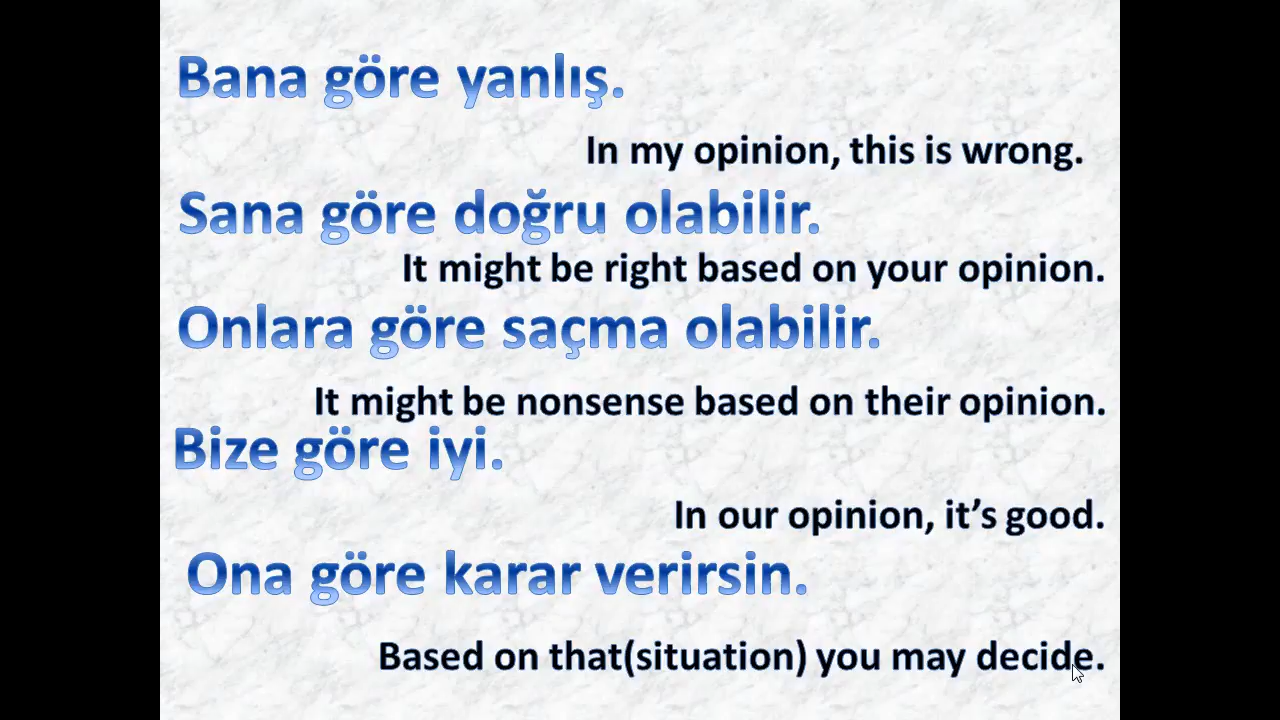 Bana göre yanlış.
In my opinion, this is wrong.
Sana göre doğru olabilir.
It might be right based on your opinion.
Onlara göre saçma olabilir.
It might be nonsense based on their opinion.
Bize göre iyi.
In our opinion, it’s good.
Ona göre karar verirsin.
Based on that(situation) you may decide.